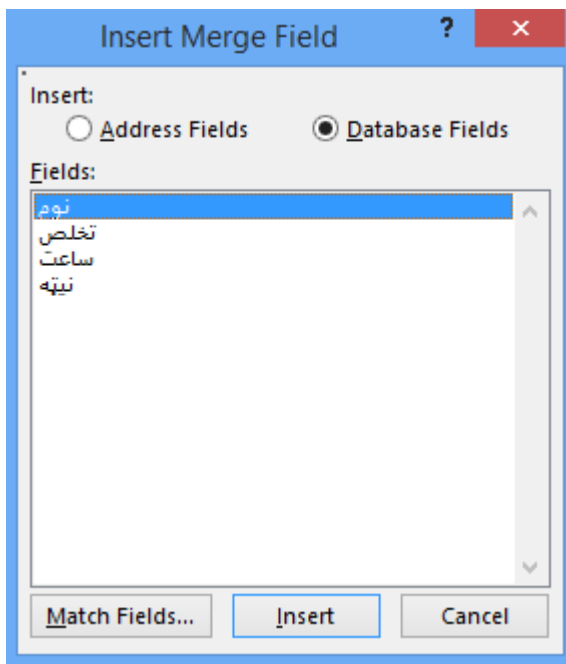 Insert Merge Field ? ×
Insert:
Address Fields Database Fields
Fields:
نوم
تخلص
ساعت
نیټه
Match Fields... Insert Cancel